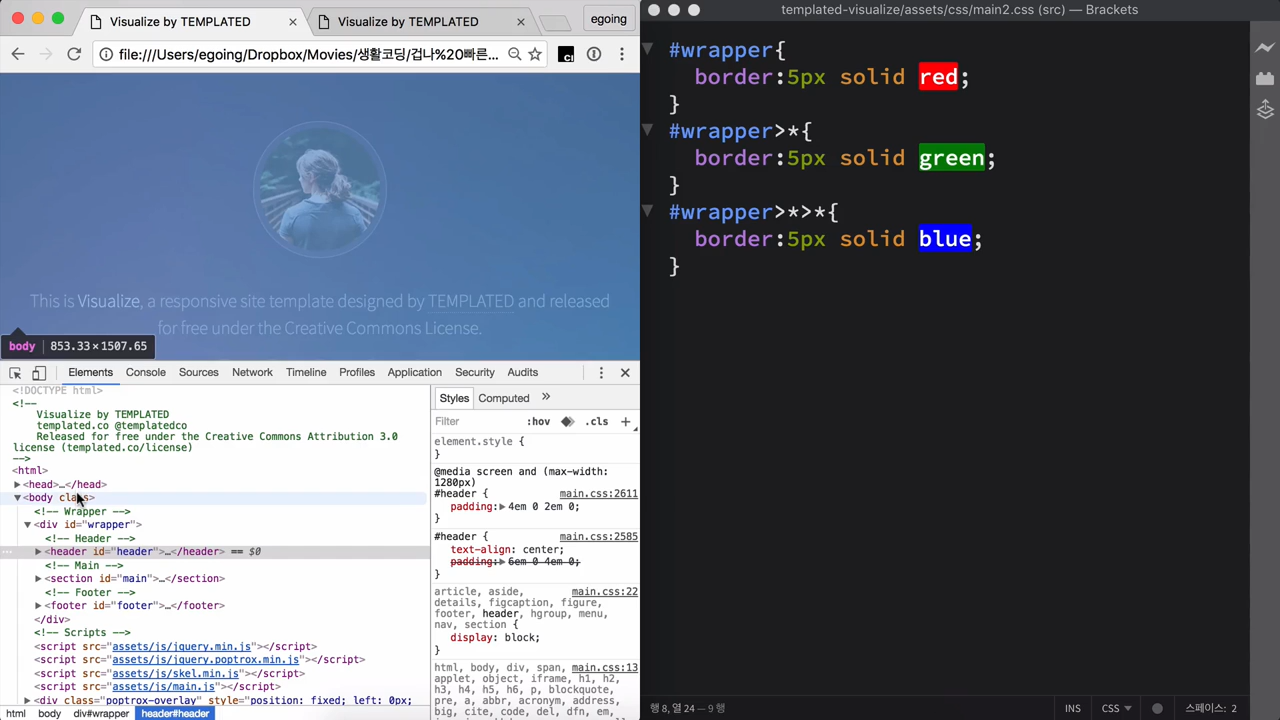 Visualize by TEMPLATED
Visualize by TEMPLATED
egoing
file:///Users/egoing/Dropbox/Movies/생활코딩/겁나%20빠른...
This is Visualize, a responsive site template designed by TEMPLATED and released
for free under the Creative Commons License.
body | 853.33×1507.65
Elements Console Sources Network Timeline Profiles Application Security Audits
<!DOCTYPE html>
<!--
Visualize by TEMPLATED
templated.co @templatedco
Released for free under the Creative Commons Attribution 3.0
license (templated.co/license)
-->
<html>
<head>…</head>
<body class>
<!-- Wrapper -->
<div id="wrapper">
<!-- Header -->
<header id="header">…</header> == $0
<!-- Main -->
<section id="main">…</section>
<!-- Footer -->
<footer id="footer">…</footer>
</div>
<!-- Scripts -->
<script src="assets/js/jquery.min.js"></script>
<script src="assets/js/jquery.poptrox.min.js"></script>
<script src="assets/js/skel.min.js"></script>
<script src="assets/js/main.js"></script>
<div class="poptrox-overlay" style="position: fixed; left: 0px;
html body div#wrapper header#header
Styles Computed »
Filter :hov .cls +
element.style {
}
@media screen and (max-width:
1280px)
#header { main.css:2611
padding: 4em 0 2em 0;
}
#header { main.css:2585
text-align: center;
padding: 6em 0 4em 0;
}
article, aside, main.css:22
details, figcaption, figure,
footer, header, hgroup, menu,
nav, section {
display: block;
}
html, body, div, span, main.css:13
applet, object, iframe, h1, h2,
h3, h4, h5, h6, p, blockquote,
pre, a, abbr, acronym, address,
big, cite, code, del, dfn, em,
templated-visualize/assets/css/main2.css (src) — Brackets
#wrapper{
border:5px solid red;
}
#wrapper>*{
border:5px solid green;
}
#wrapper>*>*{
border:5px solid blue;
}
행 8, 열 24 — 9 행
INS CSS 스페이스: 2